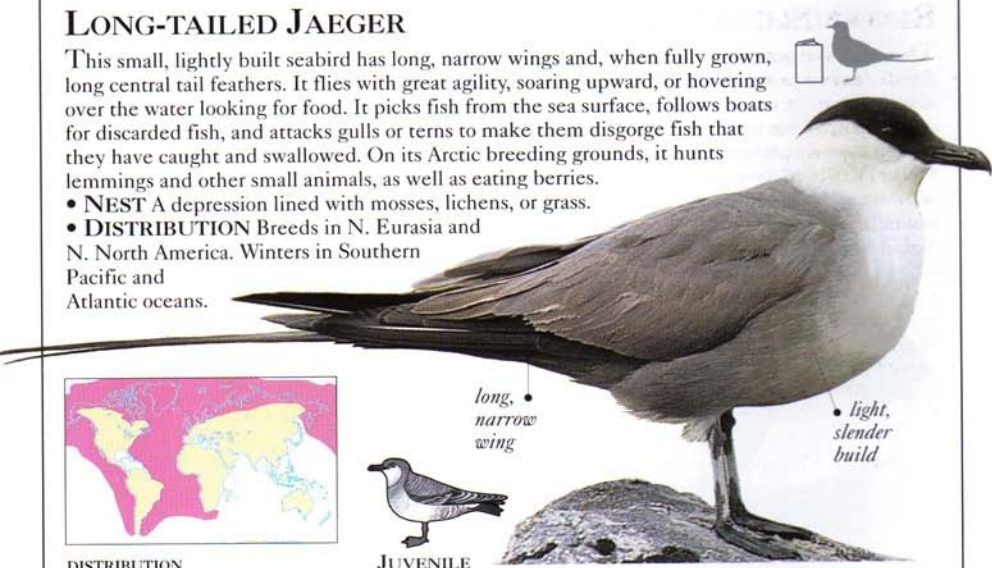 LONG-TAILED JAEGER
This small, lightly built seabird has long, narrow wings and, when fully grown,
long central tail feathers. It flies with great agility, soaring upward, or hovering
over the water looking for food. It picks fish from the sea surface, follows boats
for discarded fish, and attacks gulls or terns to make them disgorge fish that
they have caught and swallowed. On its Arctic breeding grounds, it hunts
lemmings and other small animals, as well as eating berries.
• NEST A depression lined with mosses, lichens, or grass.
• DISTRIBUTION Breeds in N. Eurasia and
N. North America. Winters in Southern
Pacific and
Atlantic oceans.
long,
narrow
wing
light,
slender
build
DISTRIBUTION
JUVENILE